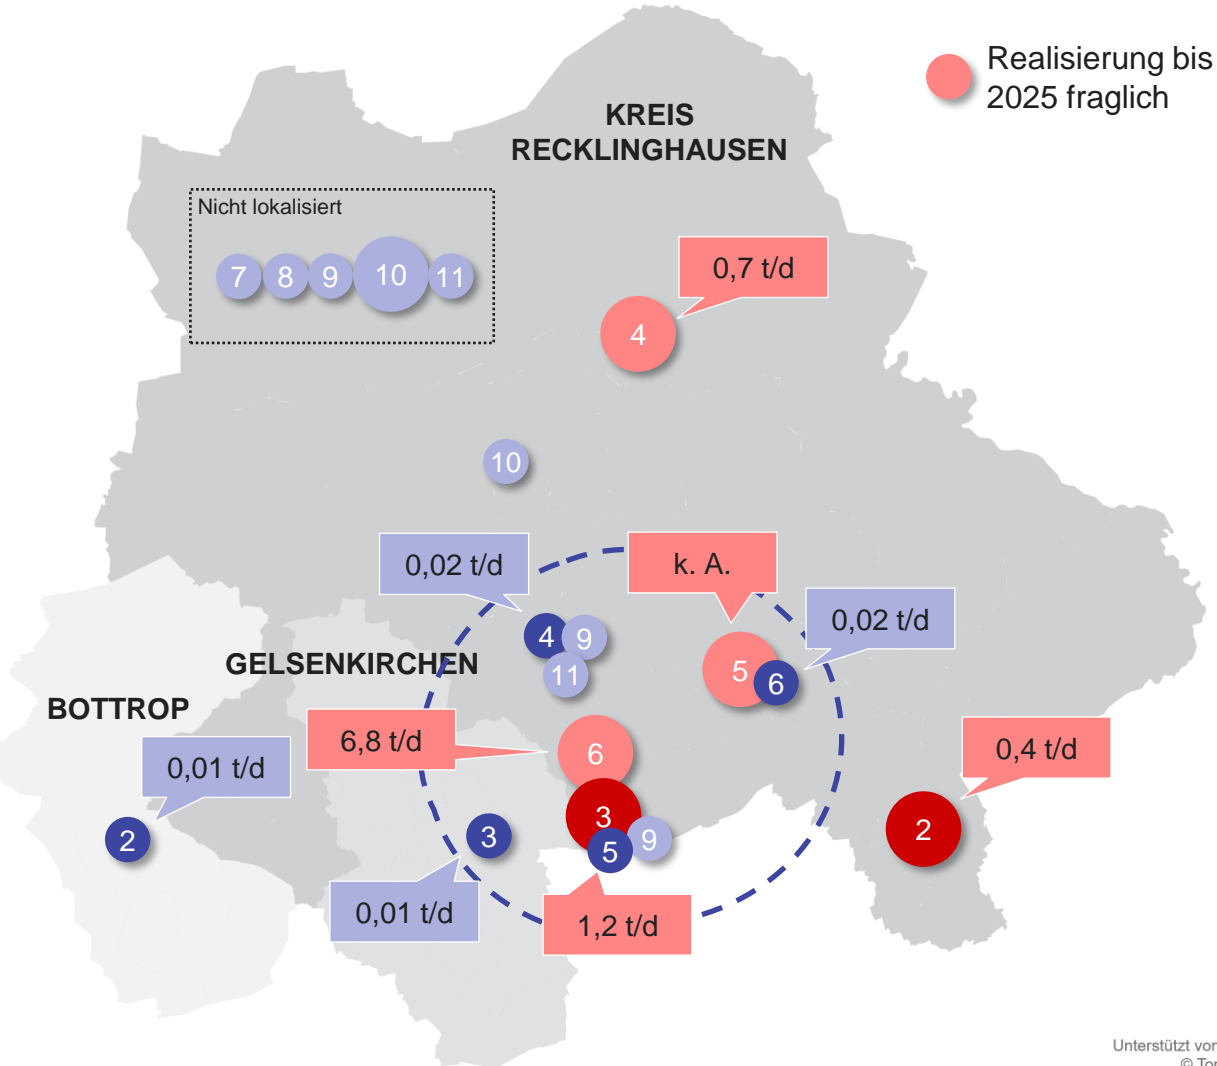 Realisierung bis
2025 fraglich
KREIS
RECKLINGHAUSEN
Nicht lokalisiert
7 8 9 10 11
0,7 t/d
4
10
0,02 t/d
k. A.
0,02 t/d
4 9
11
5
6
GELSENKIRCHEN
BOTTROP
6,8 t/d
6
0,01 t/d
0,4 t/d
2
3
3
5
9
2
0,01 t/d
1,2 t/d
Unterstützt von
© Tom